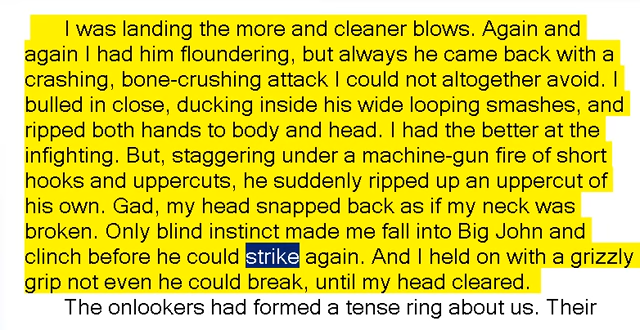 I was landing the more and cleaner blows. Again and
again I had him floundering, but always he came back with a
crashing, bone-crushing attack I could not altogether avoid. I
bulled in close, ducking inside his wide looping smashes, and
ripped both hands to body and head. I had the better at the
infighting. But, staggering under a machine-gun fire of short
hooks and uppercuts, he suddenly ripped up an uppercut of
his own. Gad, my head snapped back as if my neck was
broken. Only blind instinct made me fall into Big John and
clinch before he could strike again. And I held on with a grizzly
grip not even he could break, until my head cleared.
The onlookers had formed a tense ring about us. Their